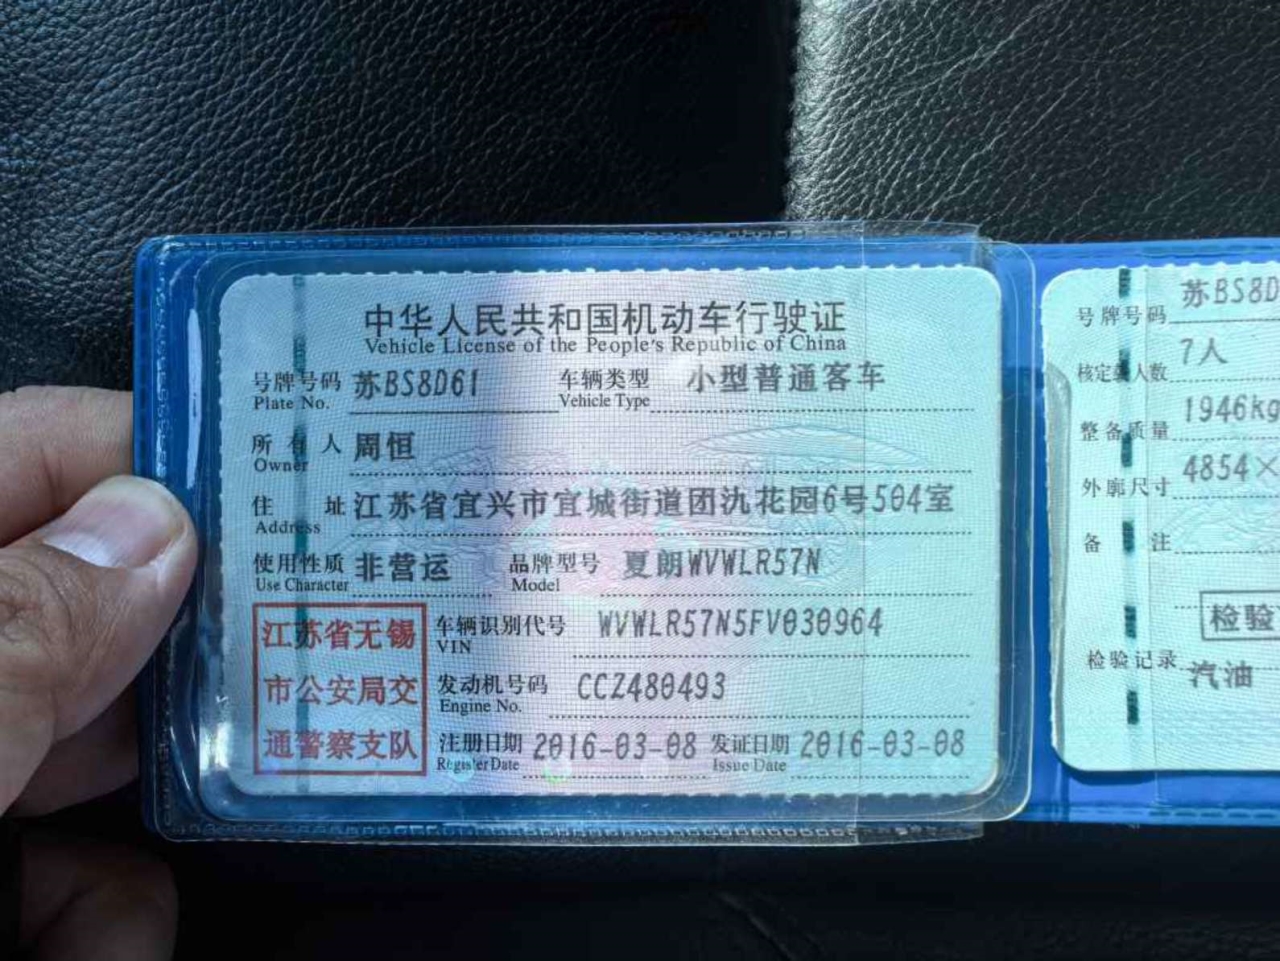 中华人民共和国机动车行驶证
Vehicle License of the People's Republic of China
号牌号码 苏BS8D61 车辆类型 小型普通客车
Plate No. Vehicle Type
所有人 周恒
Owner
住址 江苏省宜兴市宜城街道团氿花园6号504室
Address
使用性质 非营运 品牌型号 夏朗WVWLR57N
Use Character Model
江苏省无锡
市公安局交
通警察支队
车辆识别代号 WVWLR57N5FV030964
VIN
发动机号码 CCZ480493
Engine No.
注册日期 2016-03-08 发证日期 2016-03-08
Register Date Issue Date
号牌号码 苏BS8D
核定载人数 7人
整备质量 1946kg
外廓尺寸 4854×
备注
检验
检验记录
汽油